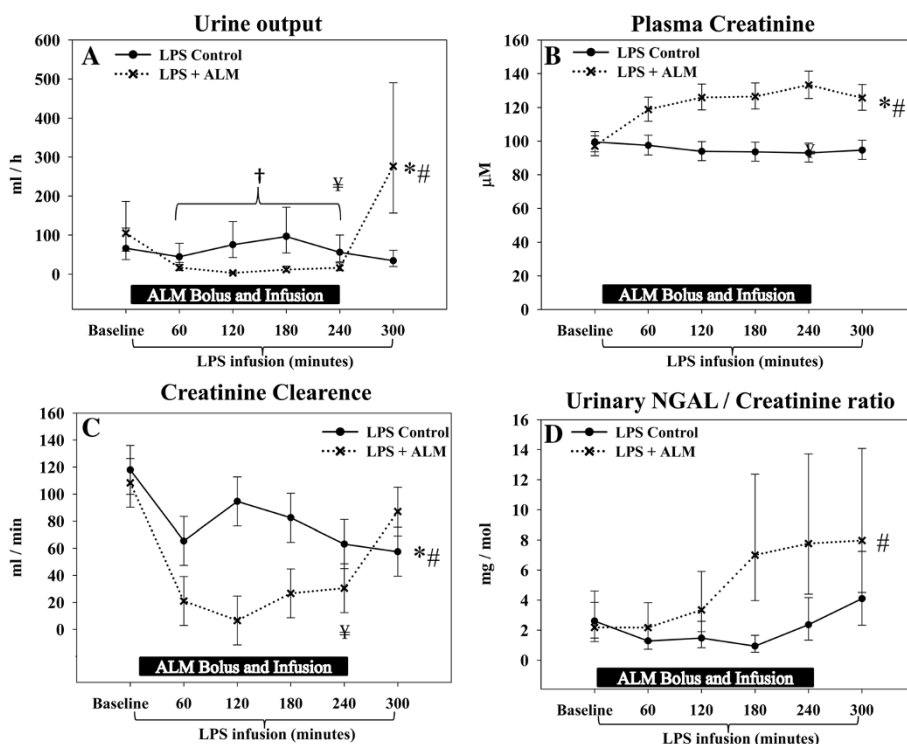 Urine output
A
LPS Control
LPS + ALM
600
500
400
300
200
100
0
ml / h
†
¥
*#
ALM Bolus and Infusion
Baseline 60 120 180 240 300
LPS infusion (minutes)
Plasma Creatinine
B
LPS Control
LPS + ALM
160
140
120
100
80
60
40
20
0
µM
¥
*#
ALM Bolus and Infusion
Baseline 60 120 180 240 300
LPS infusion (minutes)
Creatinine Clearence
C
LPS Control
LPS + ALM
160
140
120
100
80
60
40
20
0
ml / min
¥
*#
ALM Bolus and Infusion
Baseline 60 120 180 240 300
LPS infusion (minutes)
Urinary NGAL / Creatinine ratio
D
LPS Control
LPS + ALM
16
14
12
10
8
6
4
2
0
mg / mol
#
ALM Bolus and Infusion
Baseline 60 120 180 240 300
LPS infusion (minutes)